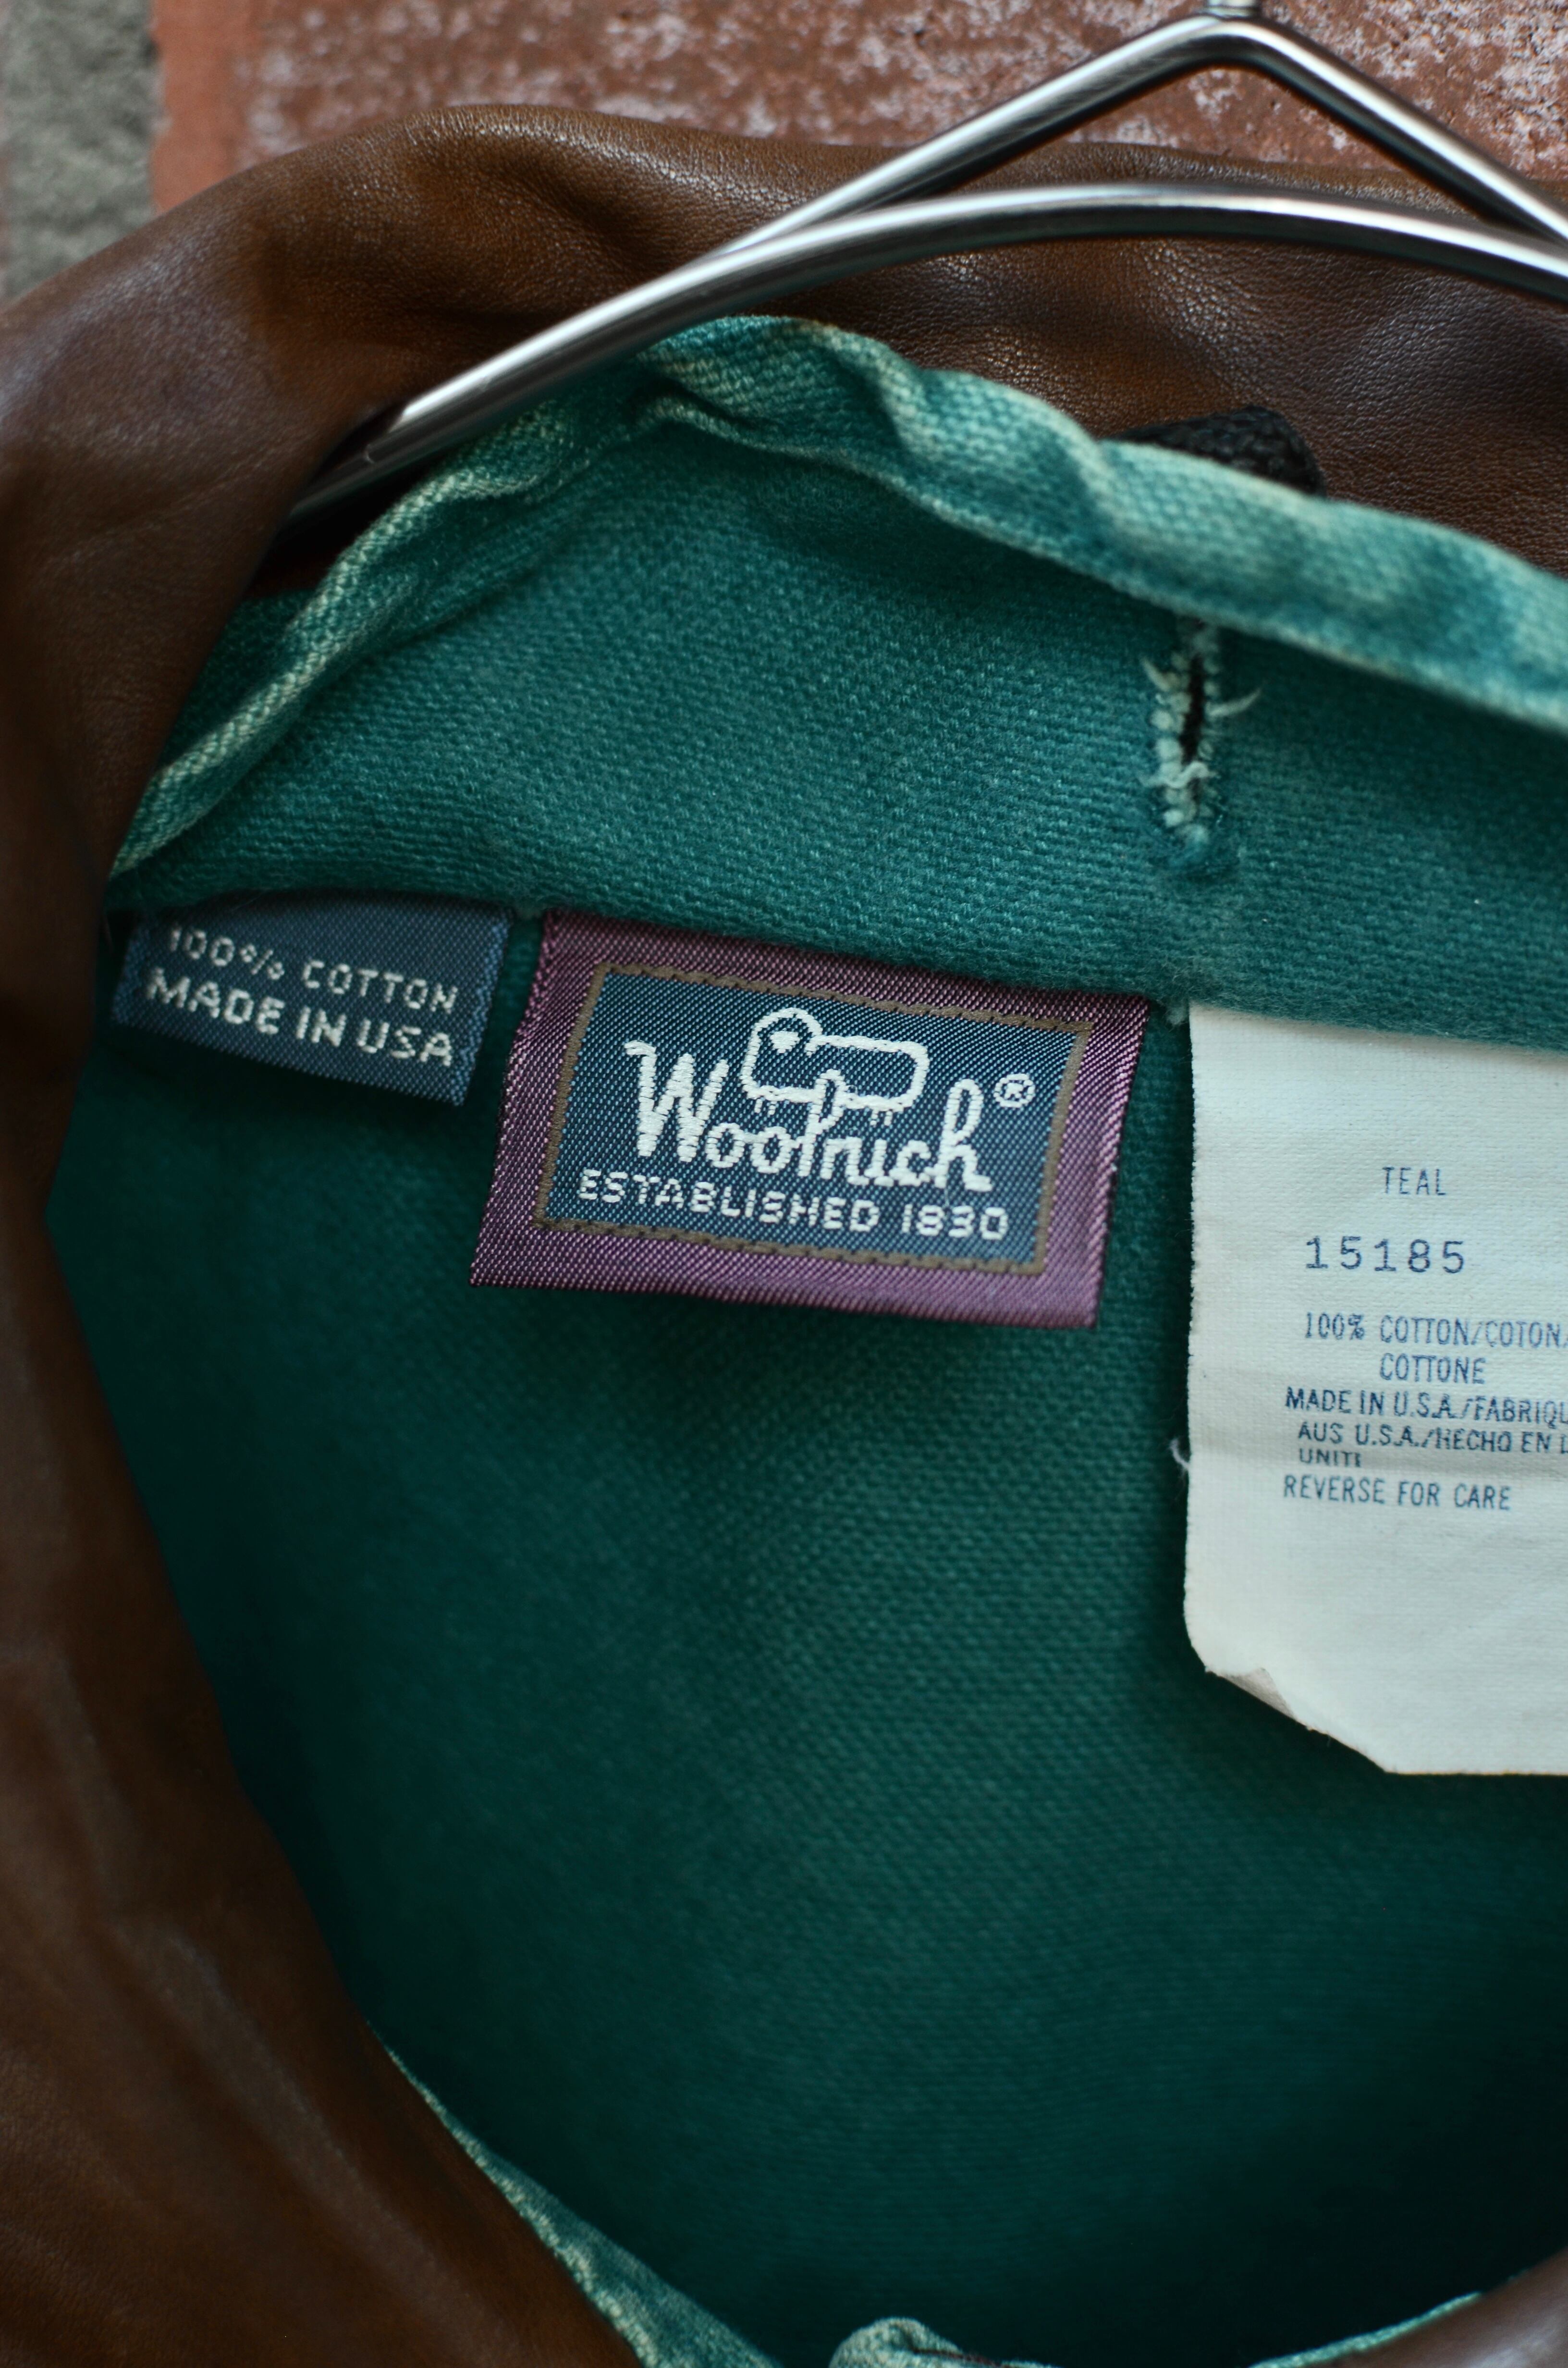 100% COTTON
MADE IN USA
Woolrich®
ESTABLISHED 1830
TEAL
15185
100% COTTON/COTON/
COTTONE
MADE IN U.S.A./FABRIQU
AUS U.S.A./HECHO EN L
UNITI
REVERSE FOR CARE